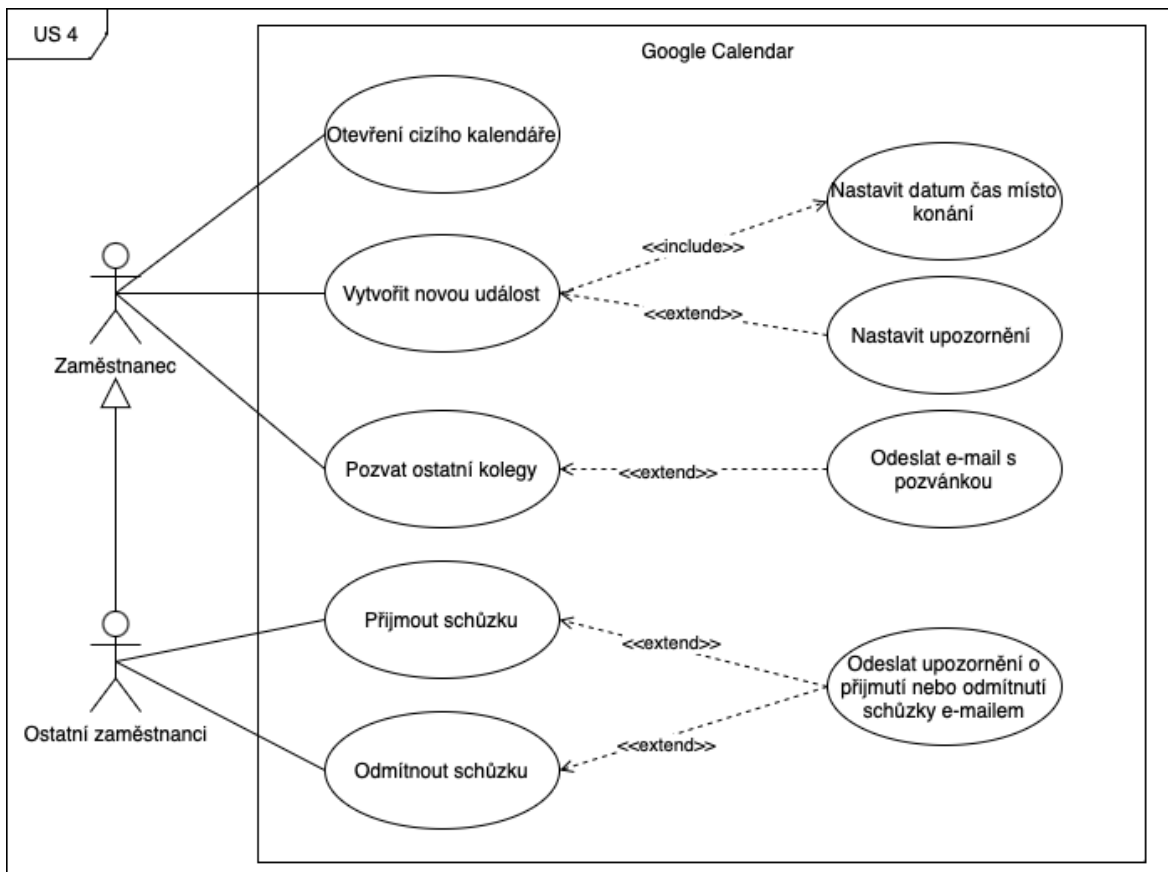 US 4
Google Calendar
Otevření cizího kalendáře
Nastavit datum čas místo
konání
<<include>>
Vytvořit novou událost
<<extend>>
Nastavit upozornění
Zaměstnanec
Pozvat ostatní kolegy
<<extend>>
Odeslat e-mail s
pozvánkou
Přijmout schůzku
<<extend>>
Odeslat upozornění o
přijmutí nebo odmítnutí
schůzky e-mailem
Ostatní zaměstnanci
<<extend>>
Odmítnout schůzku